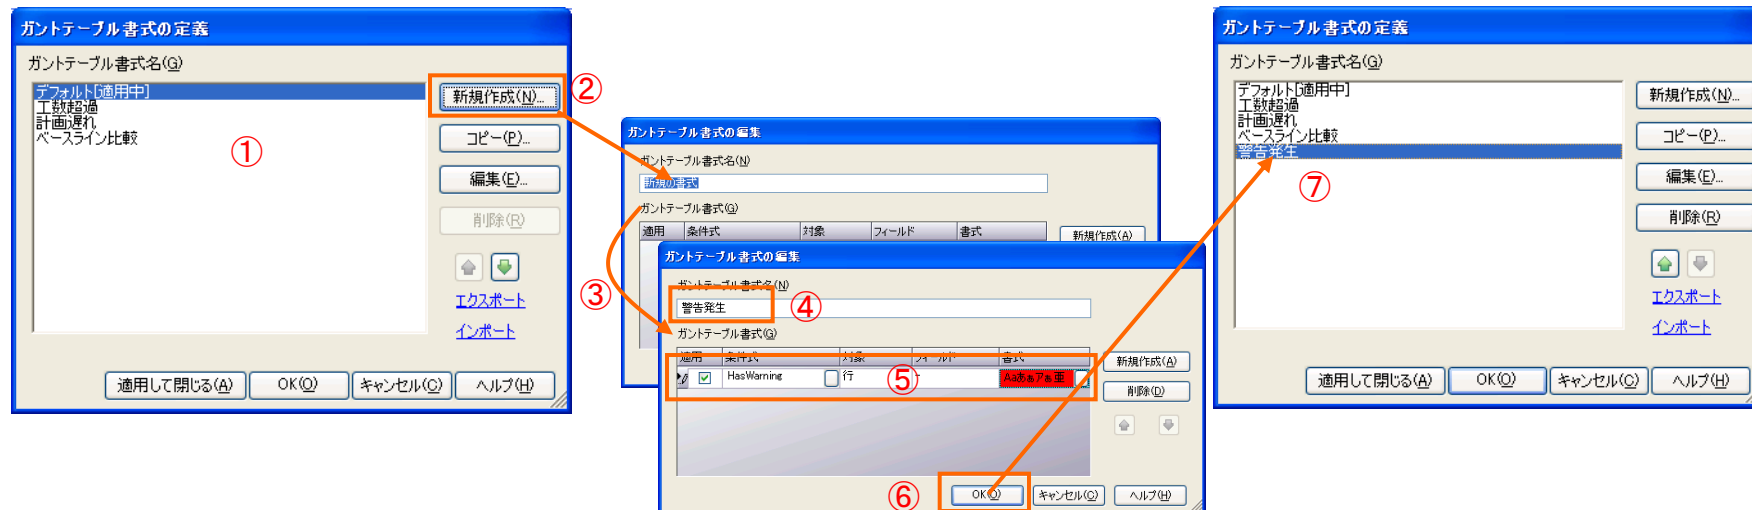 ガントテーブル書式の定義
ガントテーブル書式名(G)
デフォルト[適用中]
工数超過
計画遅れ
ベースライン比較
①
新規作成(N)...
②
コピー(P)...
編集(E)...
削除(R)
エクスポート
インポート
適用して閉じる(A)
OK(O)
キャンセル(C)
ヘルプ(H)
ガントテーブル書式の編集
ガントテーブル書式名(N)
新規の書式
ガントテーブル書式(G)
適用 条件式 対象 フィールド 書式
新規作成(A)
③
ガントテーブル書式の編集
ガントテーブル書式名(N)
警告発生
④
ガントテーブル書式(G)
適用 条件式 対象 フィールド 書式
HasWarning 行 - Aaあぁアァ亜
⑤
新規作成(A)
削除(D)
⑥
OK(O)
キャンセル(C)
ヘルプ(H)
ガントテーブル書式の定義
ガントテーブル書式名(G)
デフォルト[適用中]
工数超過
計画遅れ
ベースライン比較
警告発生
⑦
新規作成(N)...
コピー(P)...
編集(E)...
削除(R)
エクスポート
インポート
適用して閉じる(A)
OK(O)
キャンセル(C)
ヘルプ(H)